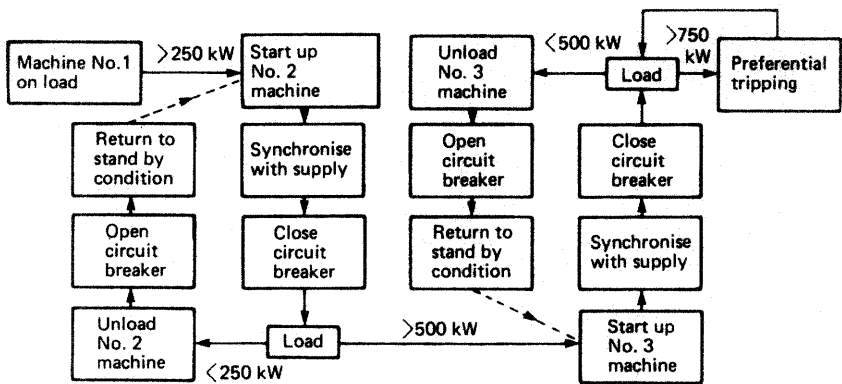 Machine No.1
on load
>250 kW
Start up
No. 2
machine
Synchronise
with supply
Close
circuit
breaker
Load
<250 kW
Unload
No. 2
machine
Open
circuit
breaker
Return to
stand by
condition
>500 kW
Start up
No. 3
machine
Synchronise
with supply
Close
circuit
breaker
Load
>750
kW
Preferential
tripping
<500 kW
Unload
No. 3
machine
Open
circuit
breaker
Return to
stand by
condition